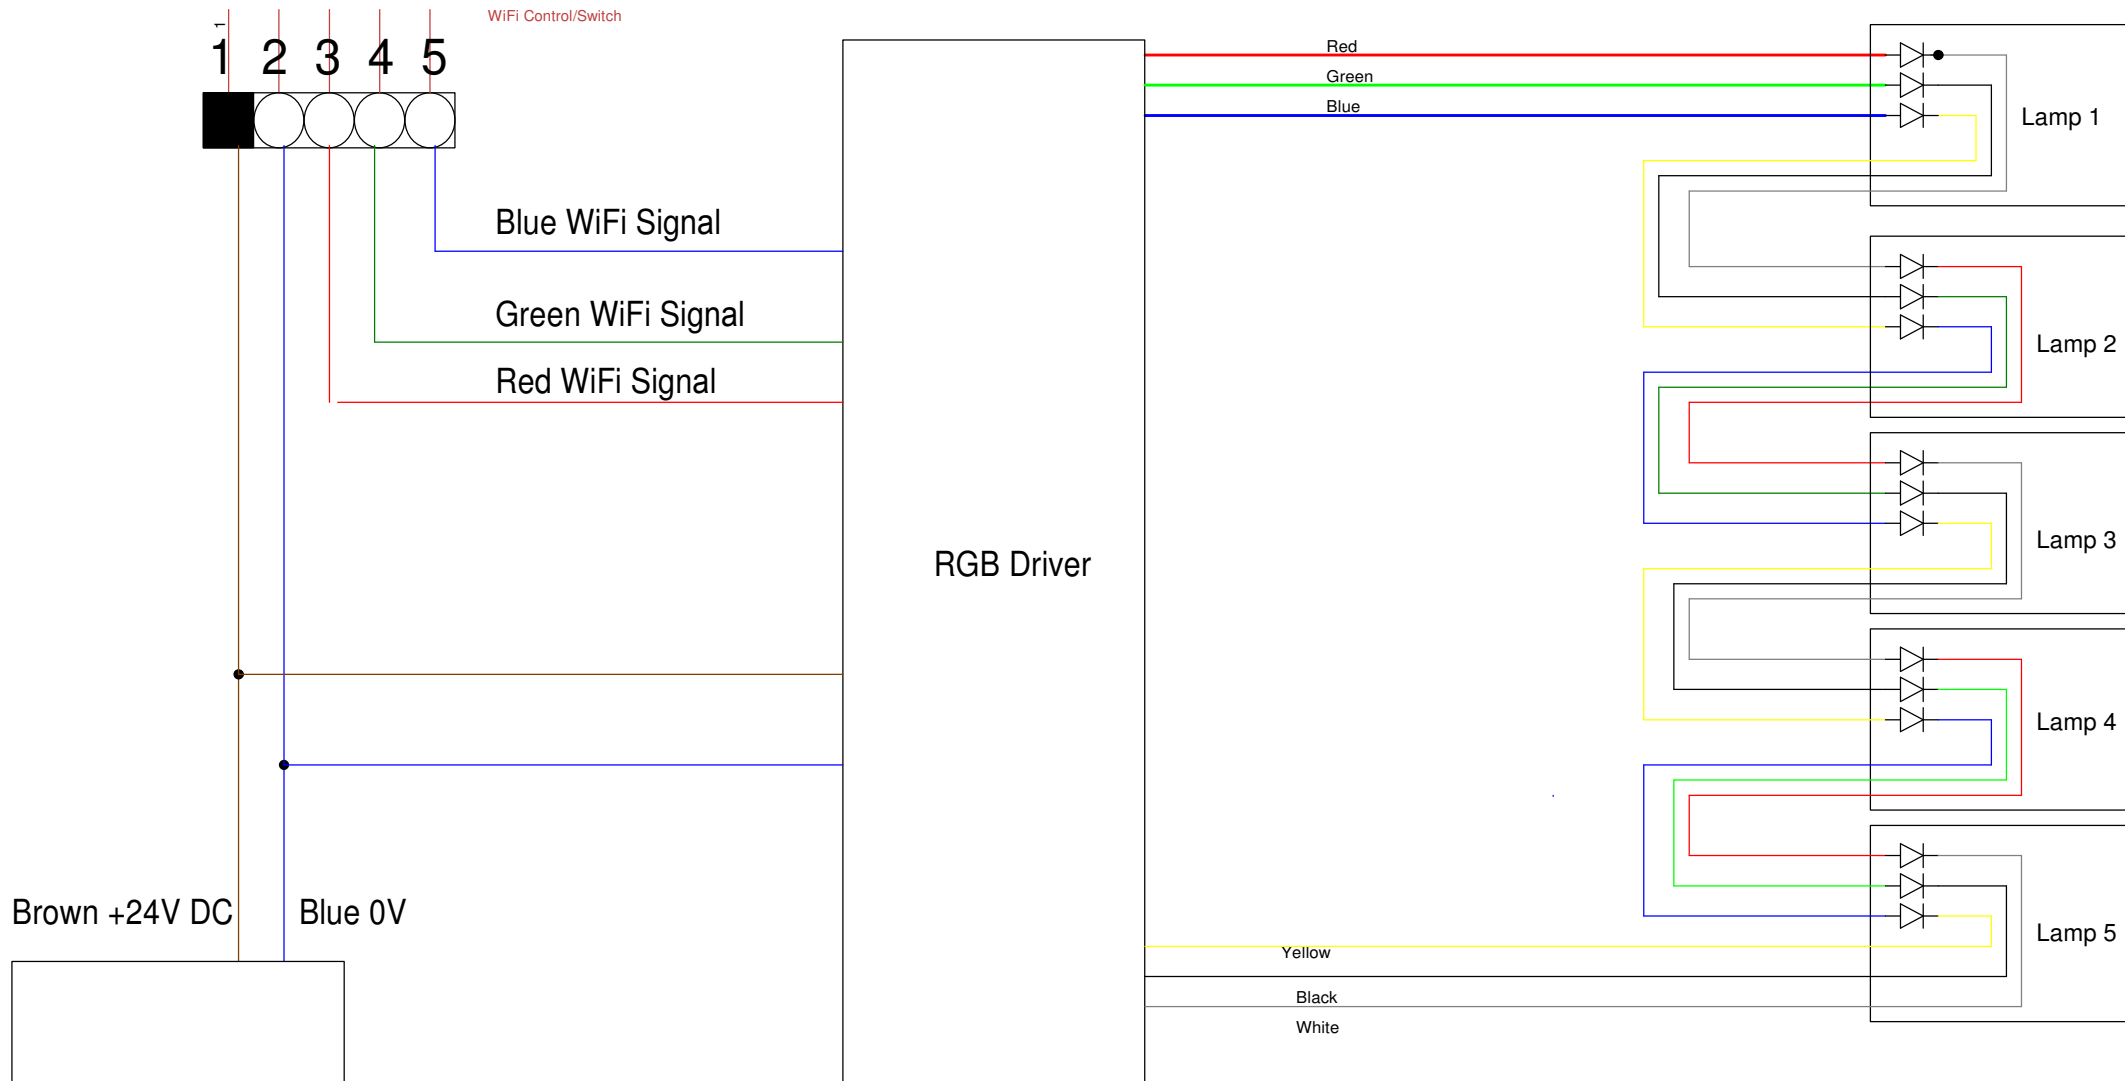 WiFi Control/Switch
1
1 2 3 4 5
Red
Green
Blue
Lamp 1
Blue WiFi Signal
Green WiFi Signal
Red WiFi Signal
Lamp 2
RGB Driver
Lamp 3
Lamp 4
Brown +24V DC
Blue 0V
Lamp 5
Yellow
Black
White